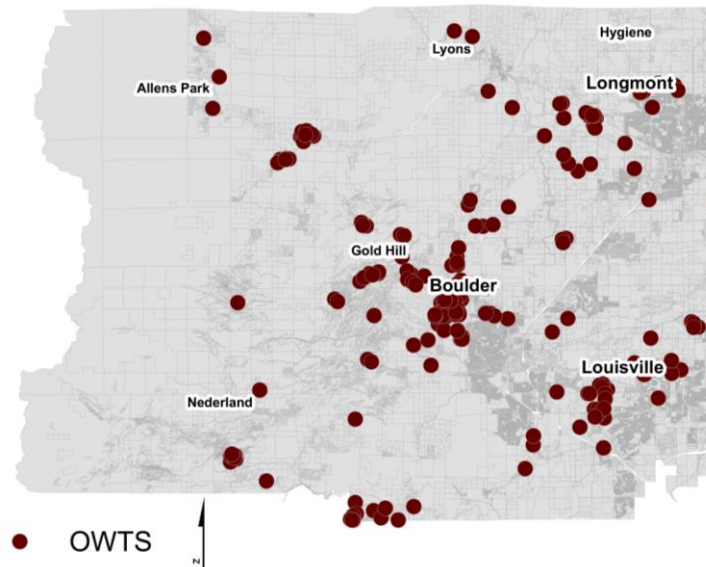 Hygiene
Lyons
Allens Park
Longmont
Gold Hill
Boulder
Louisville
Nederland
OWTS
z